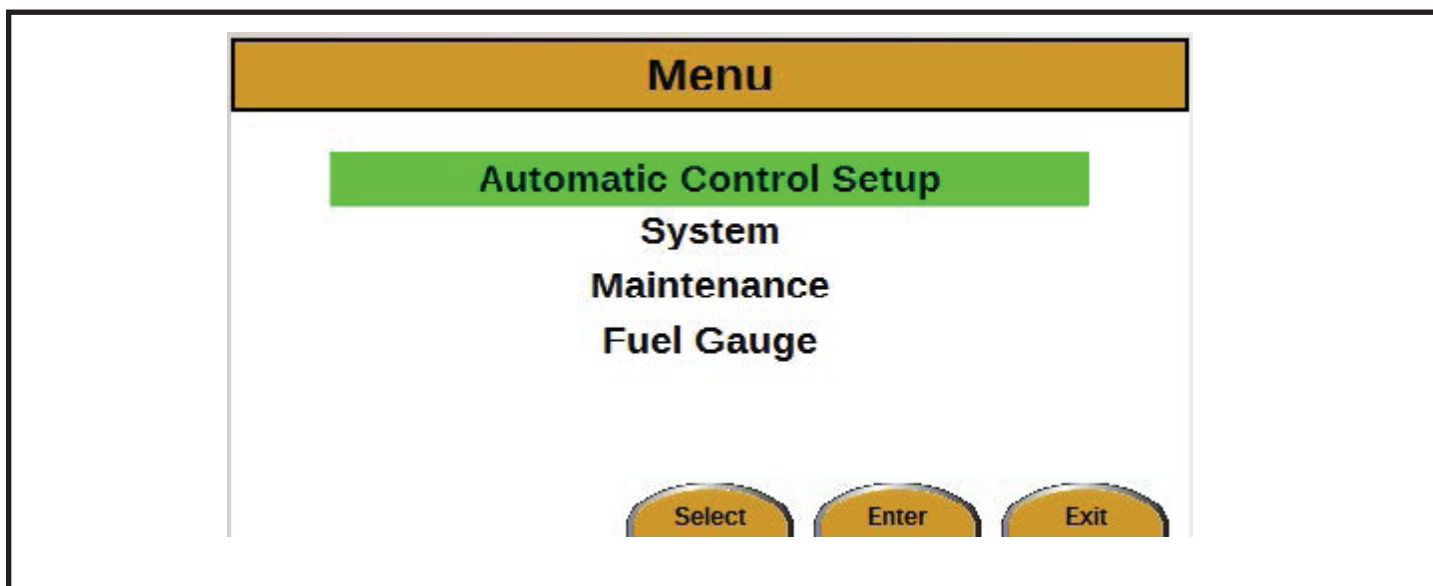 Menu
Automatic Control Setup
System
Maintenance
Fuel Gauge
Select Enter Exit